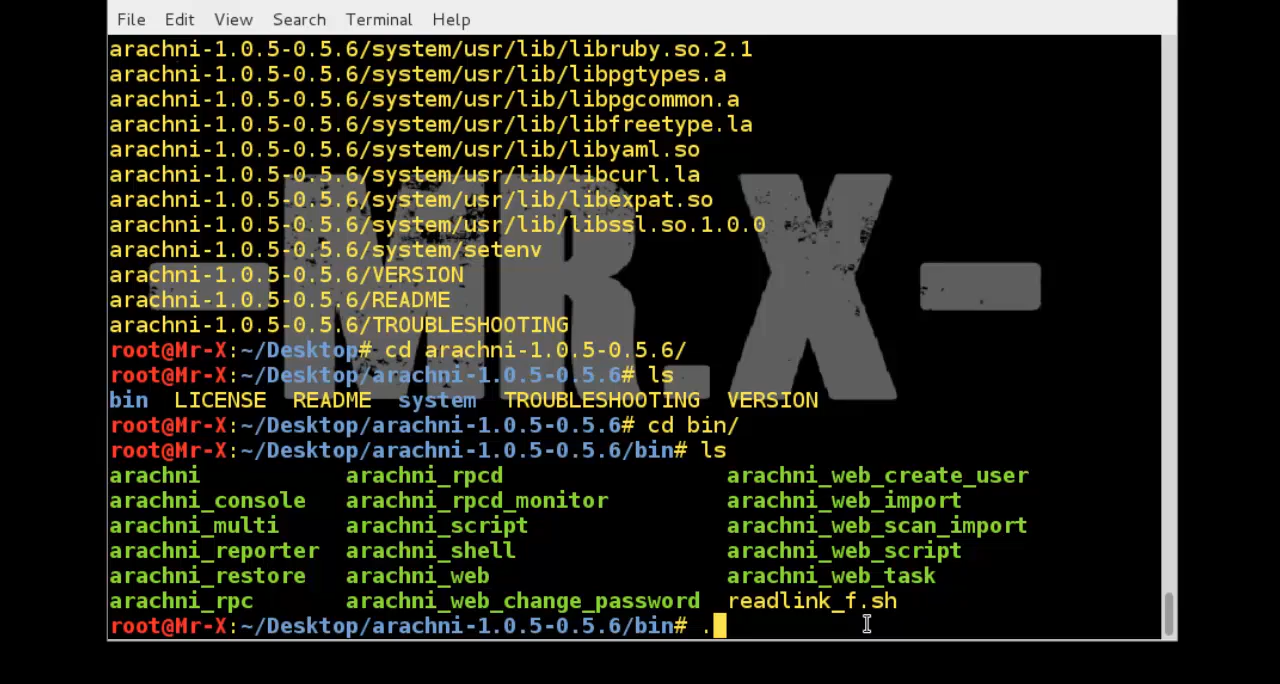 File Edit View Search Terminal Help
arachni-1.0.5-0.5.6/system/usr/lib/libruby.so.2.1
arachni-1.0.5-0.5.6/system/usr/lib/libpgtypes.a
arachni-1.0.5-0.5.6/system/usr/lib/libpgcommon.a
arachni-1.0.5-0.5.6/system/usr/lib/libfreetype.la
arachni-1.0.5-0.5.6/system/usr/lib/libyaml.so
arachni-1.0.5-0.5.6/system/usr/lib/libcurl.la
arachni-1.0.5-0.5.6/system/usr/lib/libexpat.so
arachni-1.0.5-0.5.6/system/usr/lib/libssl.so.1.0.0
arachni-1.0.5-0.5.6/system/setenv
arachni-1.0.5-0.5.6/VERSION
arachni-1.0.5-0.5.6/README
arachni-1.0.5-0.5.6/TROUBLESHOOTING
root@Mr-X:~/Desktop# cd arachni-1.0.5-0.5.6/
root@Mr-X:~/Desktop/arachni-1.0.5-0.5.6# ls
bin LICENSE README system TROUBLESHOOTING VERSION
root@Mr-X:~/Desktop/arachni-1.0.5-0.5.6# cd bin/
root@Mr-X:~/Desktop/arachni-1.0.5-0.5.6/bin# ls
arachni arachni_rpcd arachni_web_create_user
arachni_console arachni_rpcd_monitor arachni_web_import
arachni_multi arachni_script arachni_web_scan_import
arachni_reporter arachni_shell arachni_web_script
arachni_restore arachni_web arachni_web_task
arachni_rpc arachni_web_change_password readlink_f.sh
root@Mr-X:~/Desktop/arachni-1.0.5-0.5.6/bin# .
-MR.X-